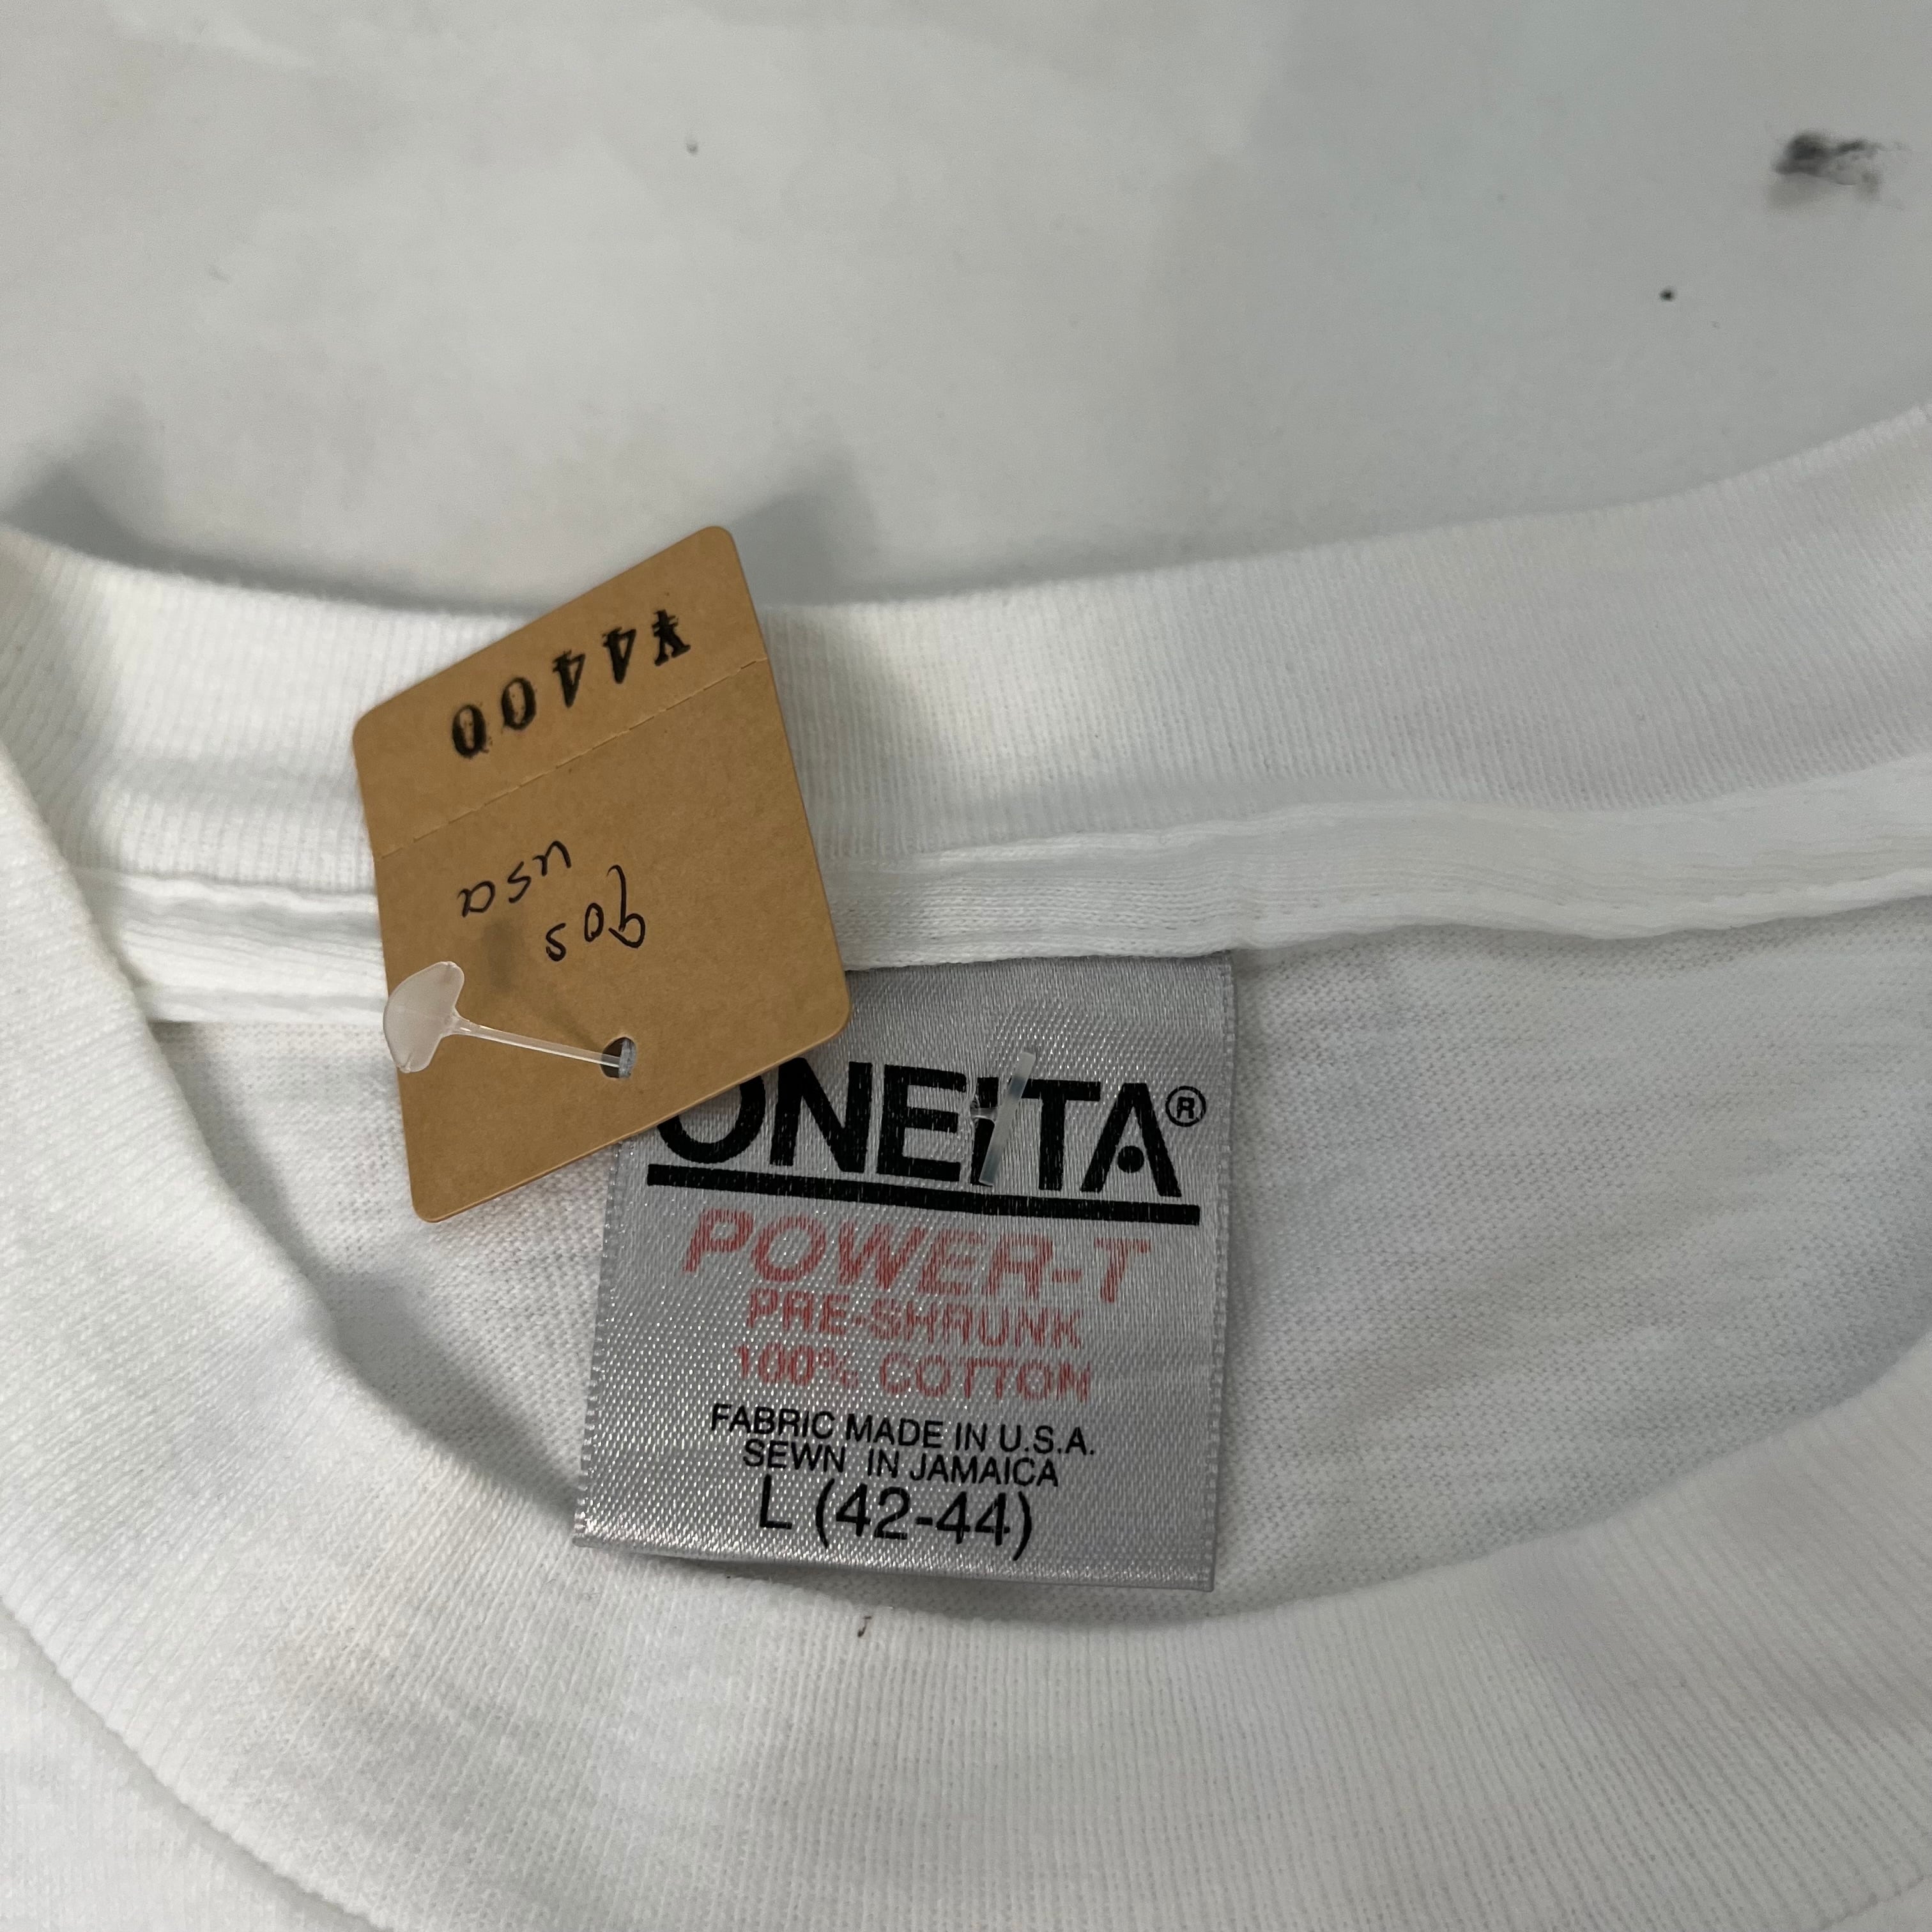 ¥4400
usa
90s
ONEITA®
POWER-T
PRE-SHRUNK
100% COTTON
FABRIC MADE IN U.S.A.
SEWN IN JAMAICA
L (42-44)